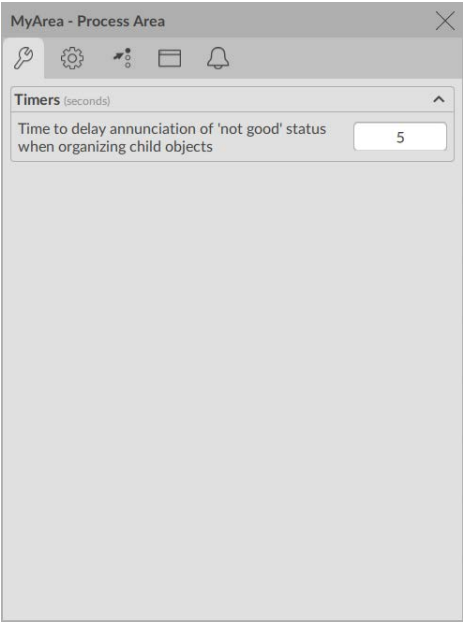 MyArea - Process Area
Timers (seconds)
Time to delay annunciation of 'not good' status
5
when organizing child objects